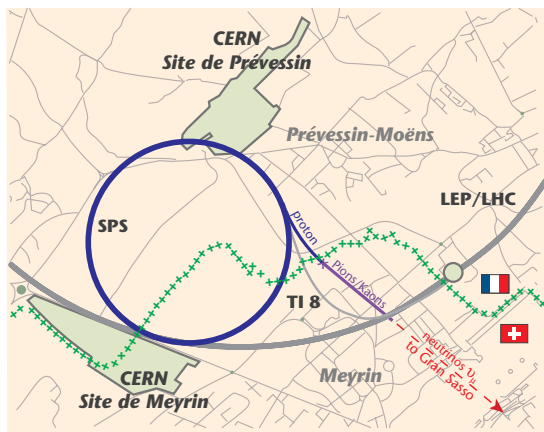 CERN
Site de Prévessin
Prévessin-Moëns
LEP/LHC
SPS
proton
Pions/Kaons
TI 8
neutrinos υμ
to Gran Sasso
Meyrin
CERN
Site de Meyrin